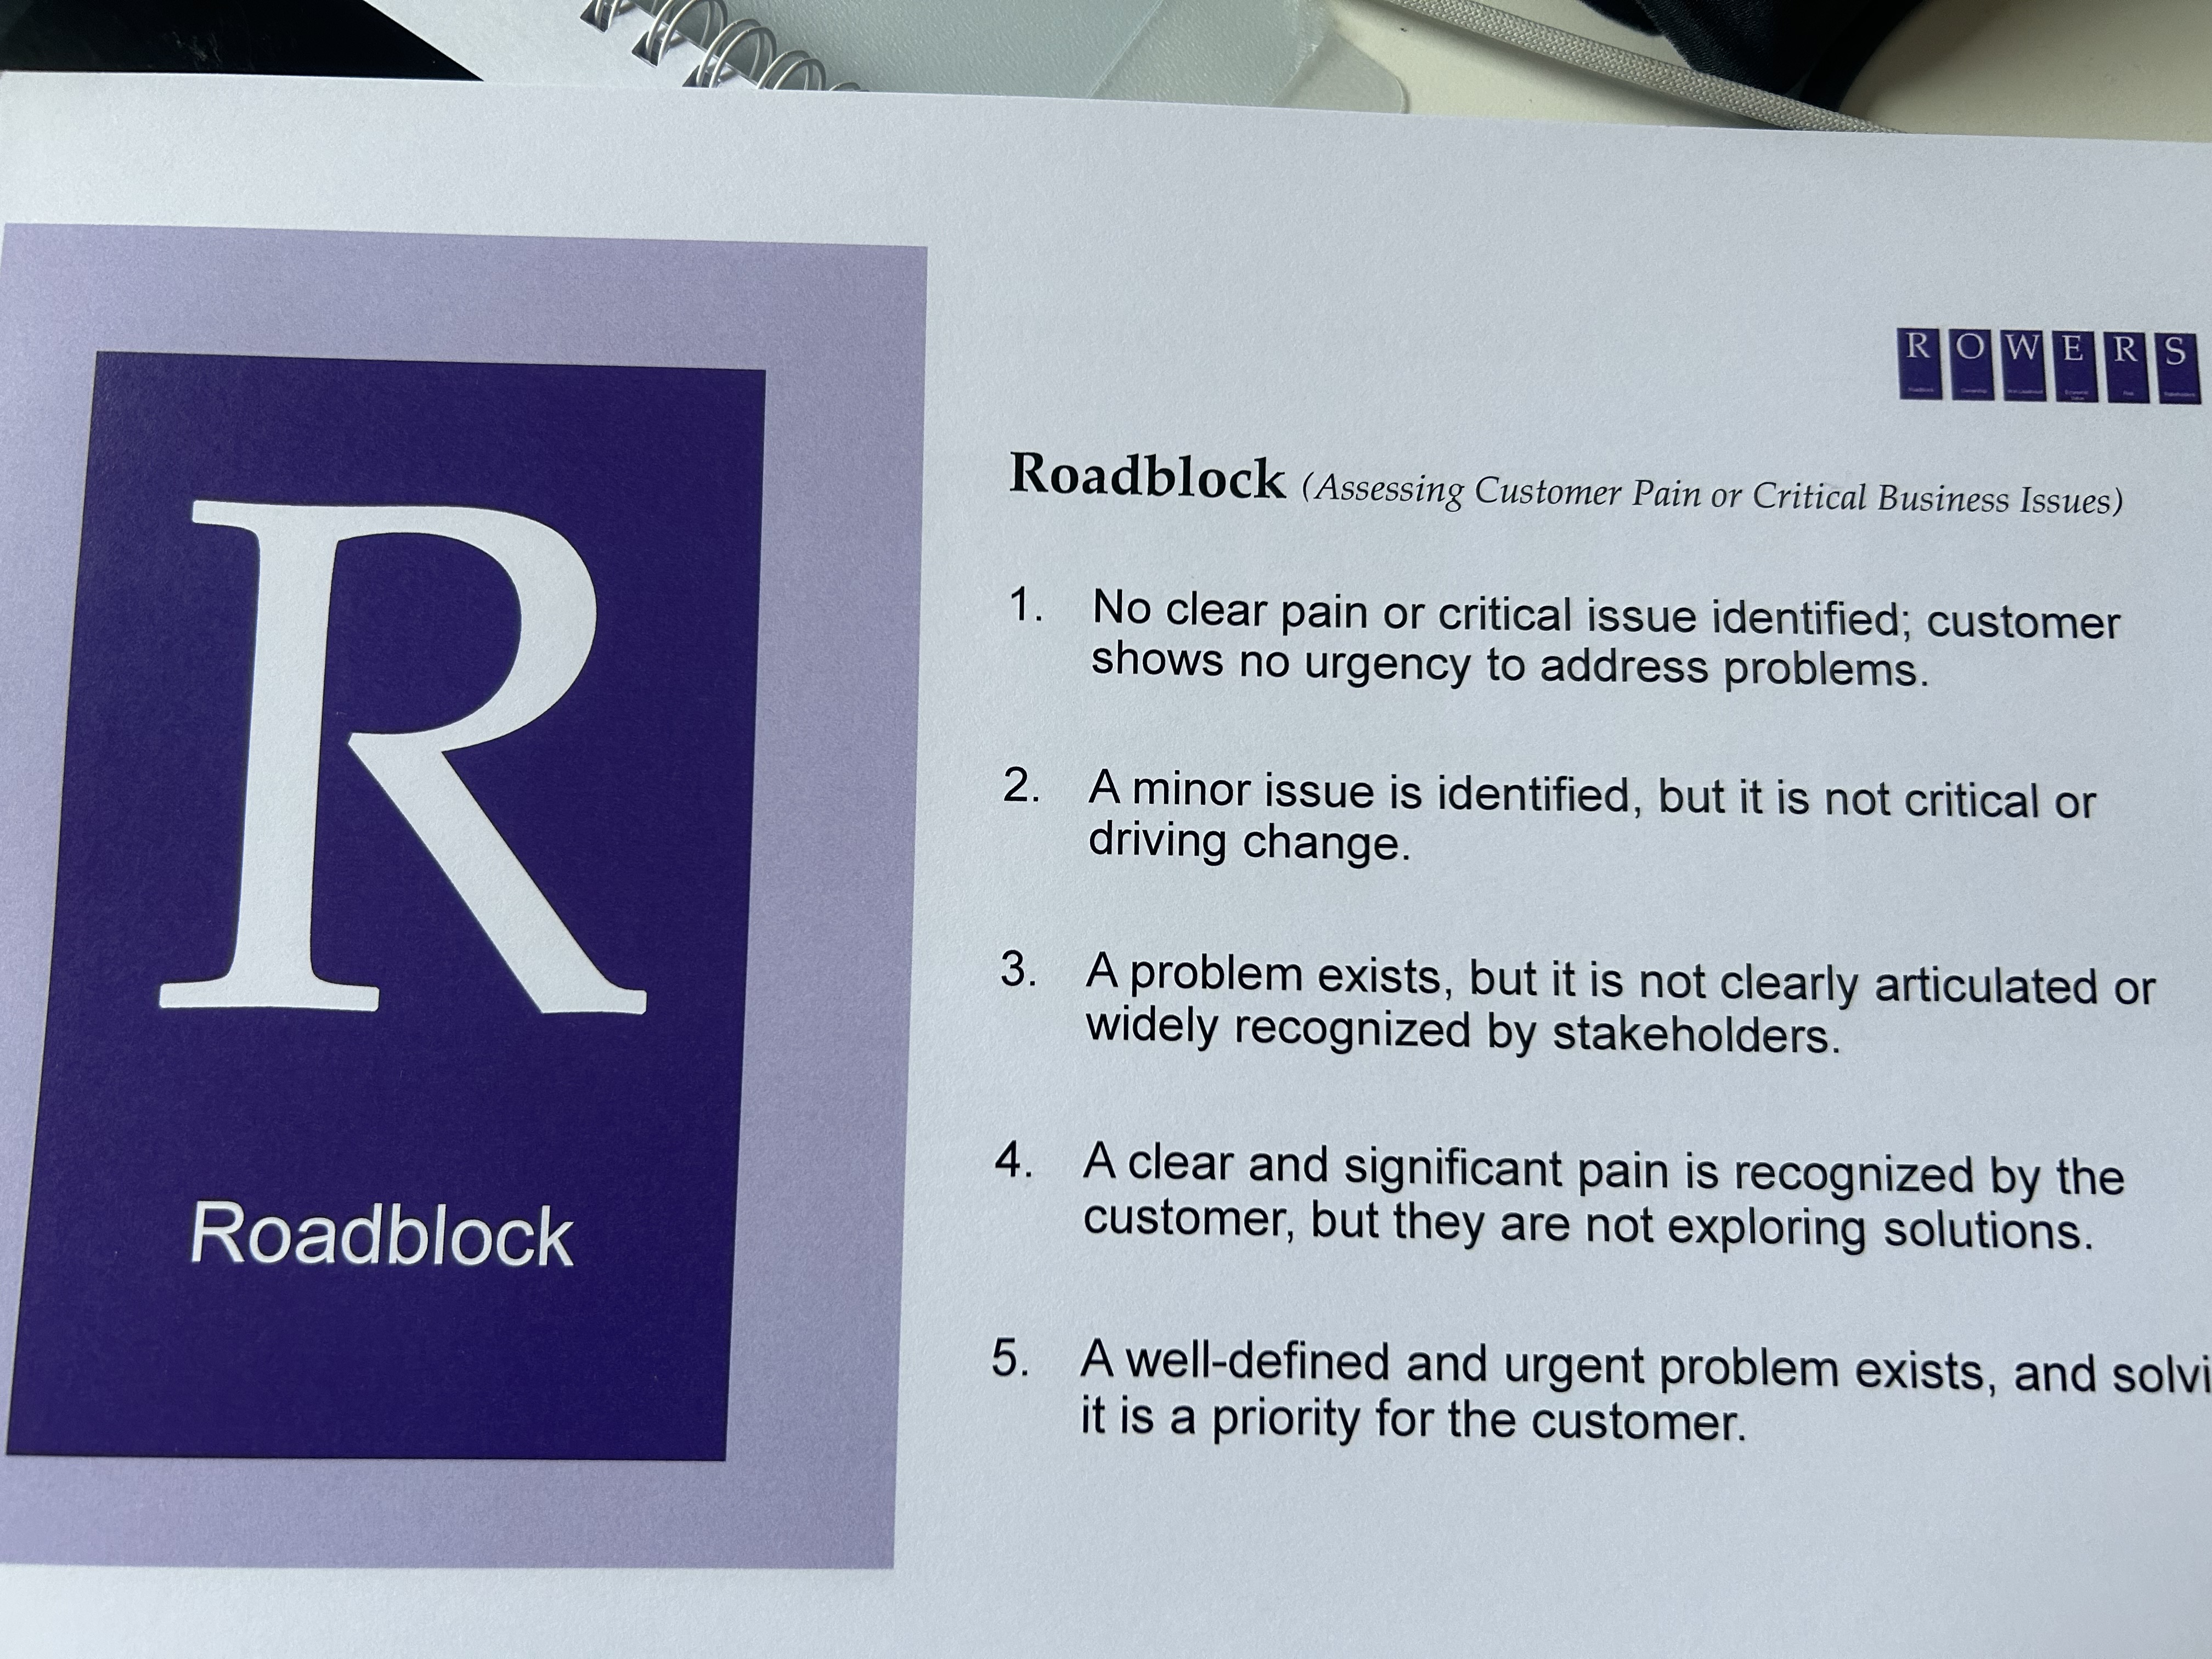 R
Roadblock
R O W E R S
Roadblock (Assessing Customer Pain or Critical Business Issues)
1. No clear pain or critical issue identified; customer
shows no urgency to address problems.
2. A minor issue is identified, but it is not critical or
driving change.
3. A problem exists, but it is not clearly articulated or
widely recognized by stakeholders.
4. A clear and significant pain is recognized by the
customer, but they are not exploring solutions.
5. A well-defined and urgent problem exists, and solvi
it is a priority for the customer.